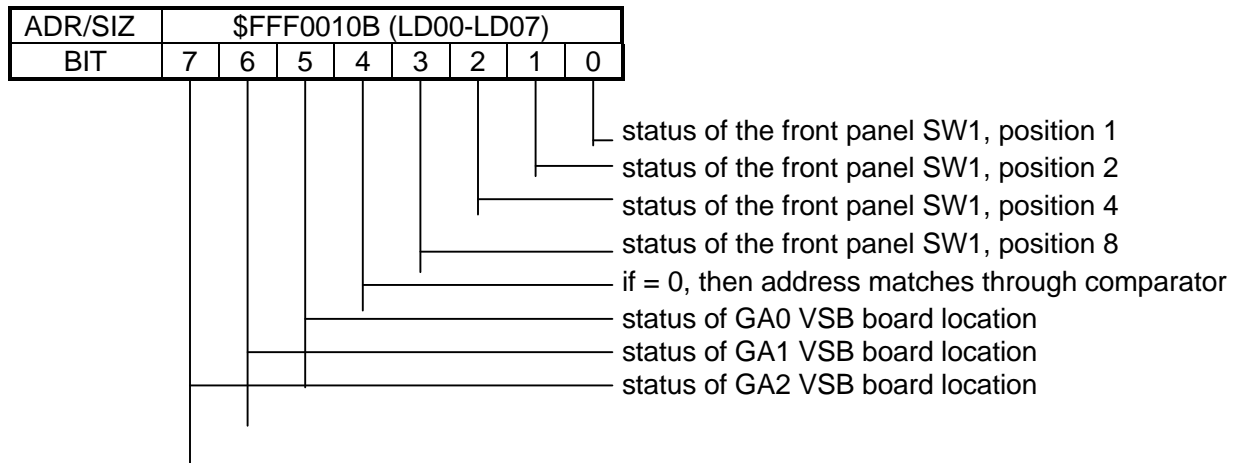 ADR/SIZ $FFF0010B (LD00-LD07)
BIT 7 6 5 4 3 2 1 0
status of the front panel SW1, position 1
status of the front panel SW1, position 2
status of the front panel SW1, position 4
status of the front panel SW1, position 8
if = 0, then address matches through comparator
status of GA0 VSB board location
status of GA1 VSB board location
status of GA2 VSB board location